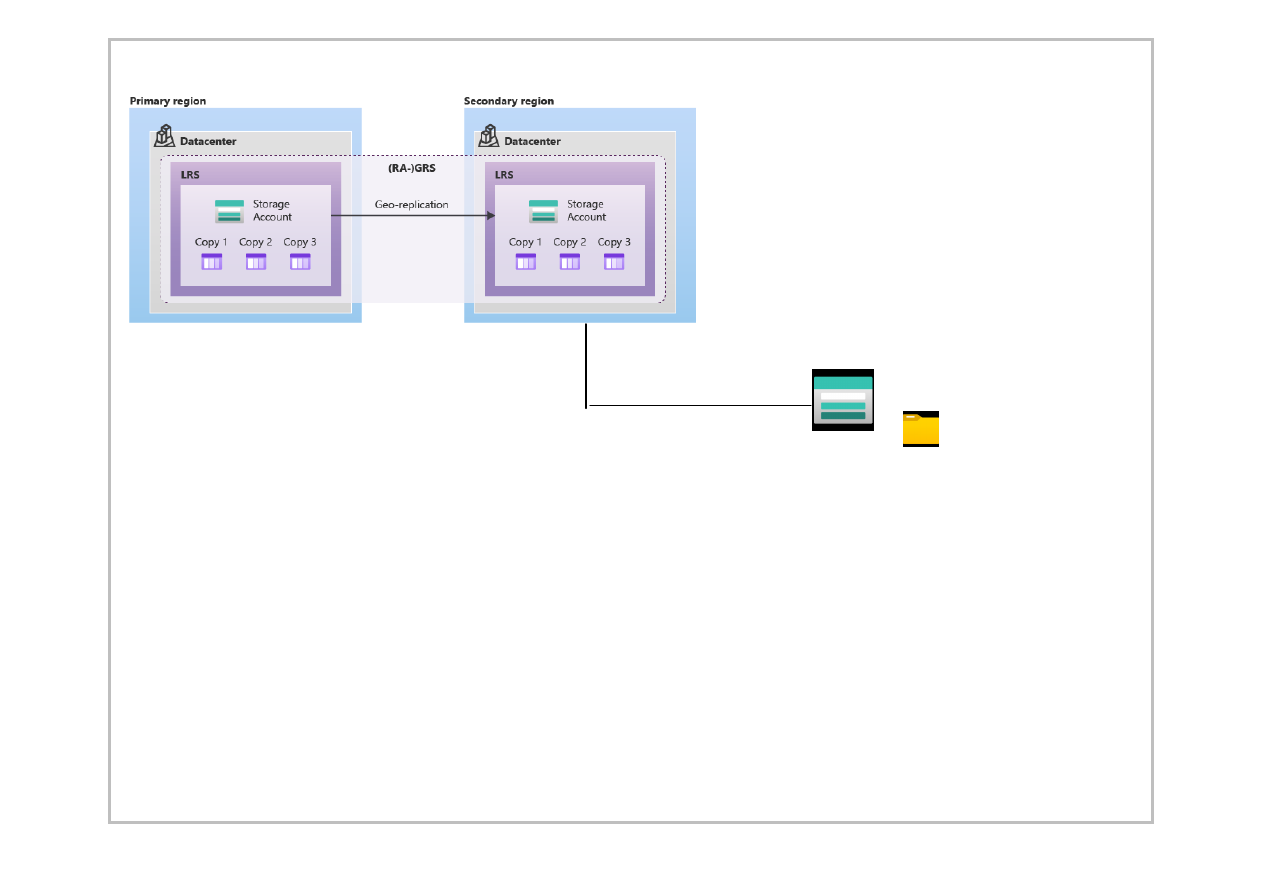 Primary region
Secondary region
Datacenter
Datacenter
(RA-)GRS
LRS
LRS
Storage
Account
Geo-replication
Storage
Account
Copy 1 Copy 2 Copy 3
Copy 1 Copy 2 Copy 3